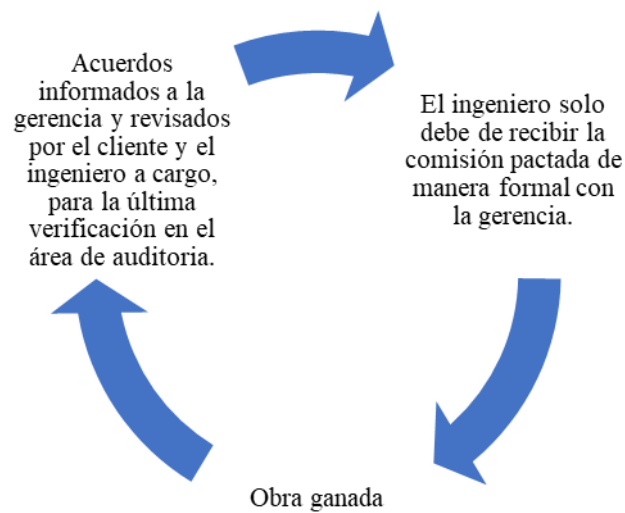 Acuerdos
informados a la
gerencia y revisados
por el cliente y el
ingeniero a cargo,
para la última
verificación en el
área de auditoria.
El ingeniero solo
debe de recibir la
comisión pactada de
manera formal con
la gerencia.
Obra ganada